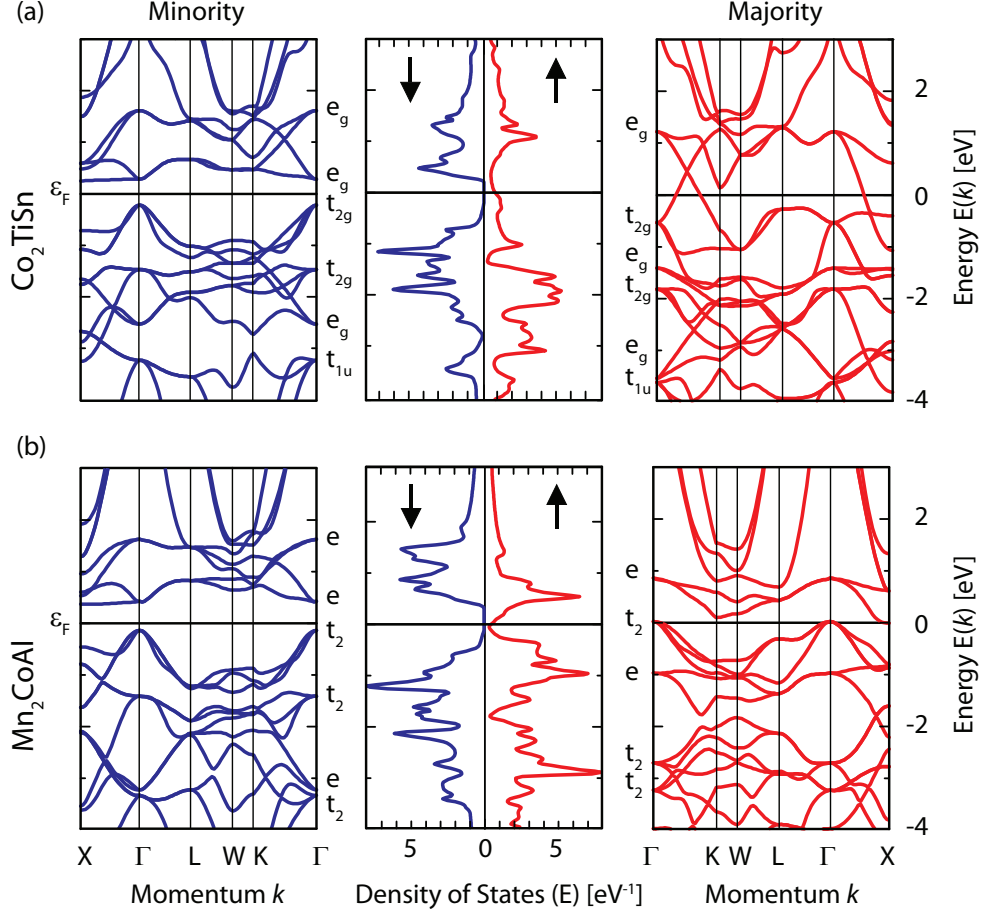 (a)
Minority
Majority
Co2TiSn
εF
eg
eg
t2g
t2g
eg
t1u
eg
t2g
eg
t2g
eg
t1u
2
0
-2
-4
Energy E(k) [eV]
(b)
Mn2CoAl
εF
e
e
t2
t2
e
t2
e
t2
e
t2
t2
2
0
-2
-4
Energy E(k) [eV]
X Γ L W K Γ
5 0 5
Γ K W L Γ X
Momentum k
Density of States (E) [eV⁻¹]
Momentum k